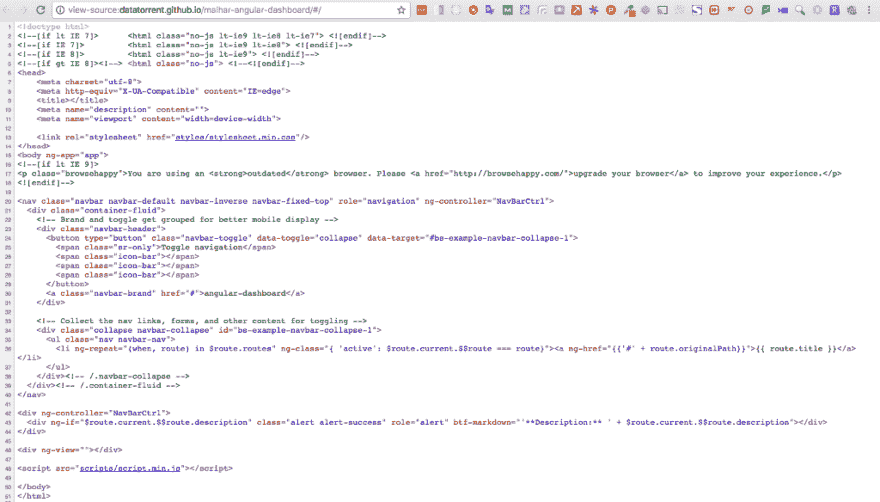 view-source:datatorrent.github.io/malhar-angular-dashboard/#/
1 <!doctype html>
2 <!--[if lt IE 7]>      <html class="no-js lt-ie9 lt-ie8 lt-ie7"> <![endif]-->
3 <!--[if IE 7]>         <html class="no-js lt-ie9 lt-ie8"> <![endif]-->
4 <!--[if IE 8]>         <html class="no-js lt-ie9"> <![endif]-->
5 <!--[if gt IE 8]><!--> <html class="no-js"> <!--<![endif]-->
6 <head>
7     <meta charset="utf-8">
8     <meta http-equiv="X-UA-Compatible" content="IE=edge">
9     <title></title>
10     <meta name="description" content="">
11     <meta name="viewport" content="width=device-width">
12
13     <link rel="stylesheet" href="styles/stylesheet.min.css"/>
14 </head>
15 <body ng-app="app">
16 <!--[if lt IE 9]>
17 <p class="browsehappy">You are using an <strong>outdated</strong> browser. Please <a href="http://browsehappy.com/">upgrade your browser</a> to improve your experience.</p>
18 <![endif]-->
19
20 <nav class="navbar navbar-default navbar-inverse navbar-fixed-top" role="navigation" ng-controller="NavBarCtrl">
21   <div class="container-fluid">
22     <!-- Brand and toggle get grouped for better mobile display -->
23     <div class="navbar-header">
24       <button type="button" class="navbar-toggle" data-toggle="collapse" data-target="#bs-example-navbar-collapse-1">
25         <span class="sr-only">Toggle navigation</span>
26         <span class="icon-bar"></span>
27         <span class="icon-bar"></span>
28         <span class="icon-bar"></span>
29       </button>
30       <a class="navbar-brand" href="#">angular-dashboard</a>
31     </div>
32
33     <!-- Collect the nav links, forms, and other content for toggling -->
34     <div class="collapse navbar-collapse" id="bs-example-navbar-collapse-1">
35       <ul class="nav navbar-nav">
36         <li ng-repeat="(when, route) in $route.routes" ng-class="{ 'active': $route.current.$$route === route}"><a ng-href="{{'#' + route.originalPath}}">{{ route.title }}</a>
</li>
37       </ul>
38     </div><!-- /.navbar-collapse -->
39   </div><!-- /.container-fluid -->
40 </nav>
41
42 <div ng-controller="NavBarCtrl">
43   <div ng-if="$route.current.$$route.description" class="alert alert-success" role="alert" btf-markdown="'**Description:** ' + $route.current.$$route.description"></div>
44 </div>
45
46 <div ng-view=""></div>
47
48 <script src="scripts/script.min.js"></script>
49
50 </body>
51 </html>